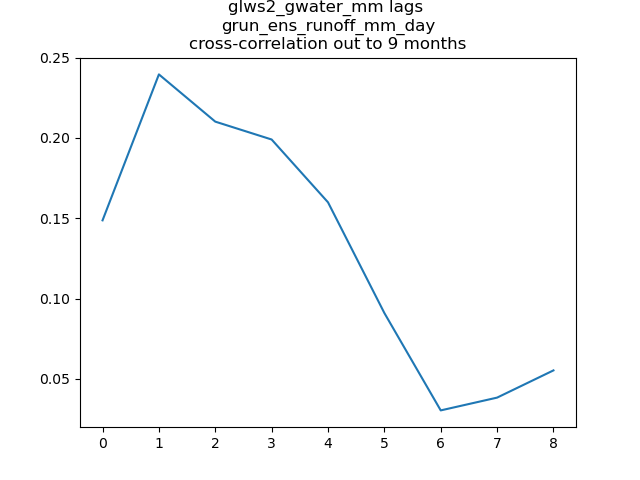 glws2_gwater_mm lags
grun_ens_runoff_mm_day
cross-correlation out to 9 months
0.25
0.20
0.15
0.10
0.05
0 1 2 3 4 5 6 7 8